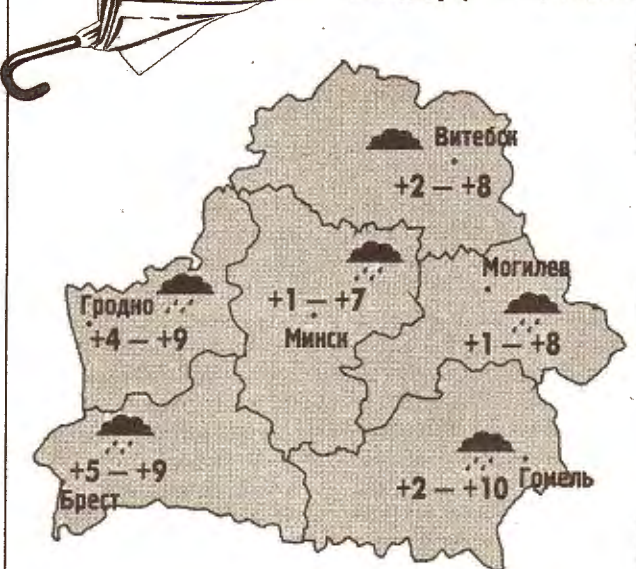 Витебск
+2 — +8
Могилев
+1 — +7
Гродно
Минск
+4 — +9
+1 — +8
+5 — +9
Брест
+2 — +10
Гомель